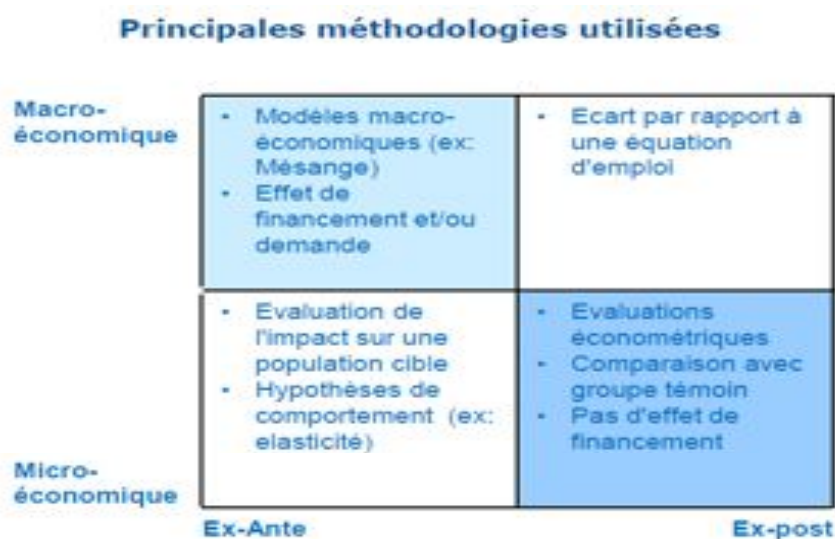 Principales méthodologies utilisées
Macro-
économique
• Modèles macro-
économiques (ex:
Mésange)
• Effet de
financement et/ou
demande
• Ecart par rapport à
une équation
d'emploi
• Evaluation de
l'impact sur une
population cible
• Hypothèses de
comportement (ex:
elasticité)
• Evaluations
économétriques
• Comparaison avec
groupe témoin
• Pas d'effet de
financement
Micro-
économique
Ex-Ante
Ex-post